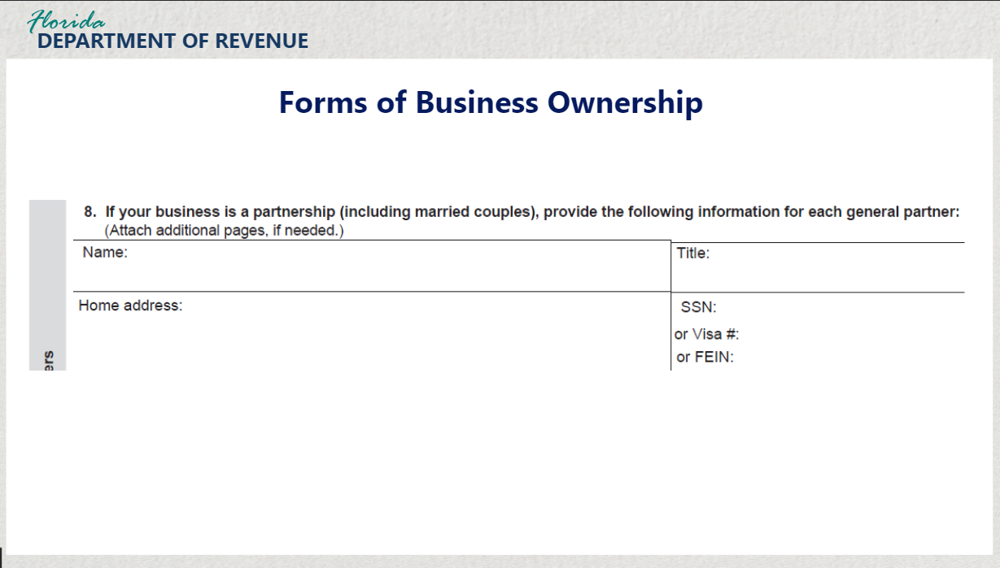 Florida
DEPARTMENT OF REVENUE
Forms of Business Ownership
8. If your business is a partnership (including married couples), provide the following information for each general partner:
(Attach additional pages, if needed.)
Name:
Title:
Home address:
SSN:
or Visa #:
or FEIN:
ers